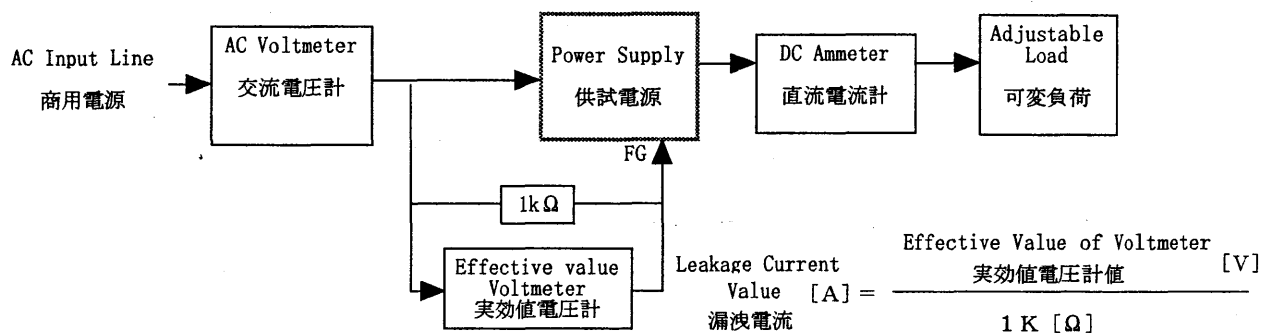 AC Input Line
商用電源
AC Voltmeter
交流電圧計
Power Supply
供試電源
DC Ammeter
直流電流計
Adjustable
Load
可変負荷
FG
1kΩ
Effective value
Voltmeter
実効値電圧計
Leakage Current
Value [A] =
漏洩電流
Effective Value of Voltmeter
実効値電圧計値 [V]
1 K [Ω]